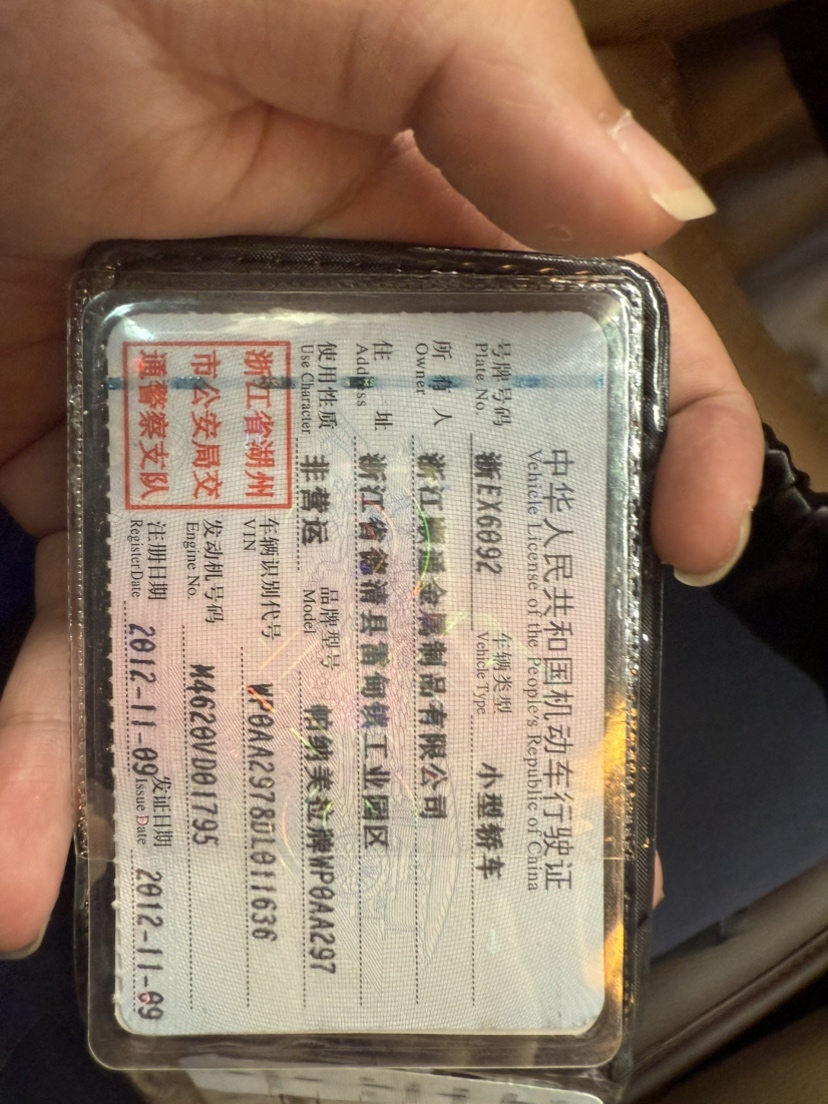 中华人民共和国机动车行驶证
Vehicle License of the People's Republic of China
号牌号码 浙EX6092 车辆类型 小型轿车
Plate No. Vehicle Type
所有人 浙江 通金属制品有限公司
Owner
住址 浙江省德清县 甸镇工业园区
Address
使用性质 非营运 品牌型号 帕纳美拉牌WP0AA297
Use Character Model
浙江省湖州
市公安局交
通警察支队
车辆识别代号 WP0AA2978DL011636
VIN
发动机号码 M4620VD01795
Engine No.
注册日期 2012-11-09 发证日期 2012-11-09
RegisterDate Issue Date